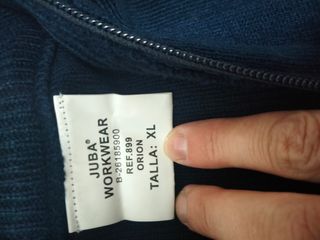 JUBA®
WORKWEAR
B-26185900
REF.899
ORION
TALLA: XL